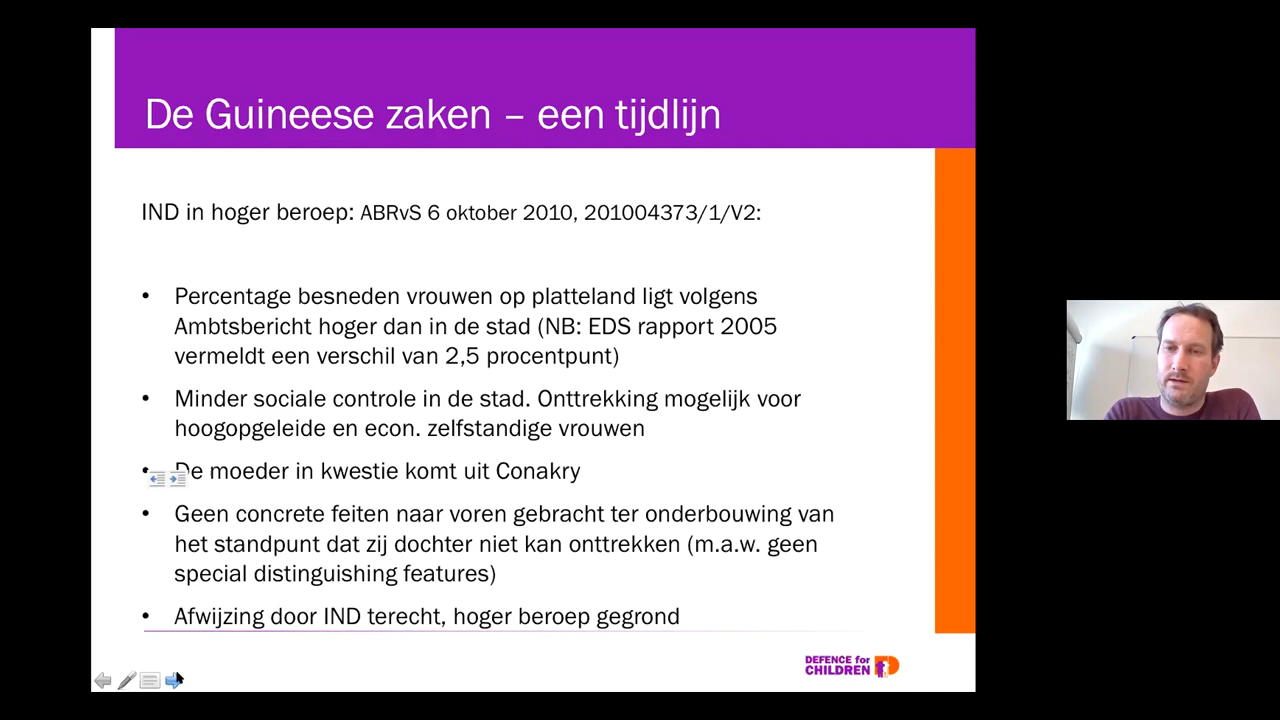 De Guineese zaken – een tijdlijn
IND in hoger beroep: ABRvS 6 oktober 2010, 201004373/1/V2:
• Percentage besneden vrouwen op platteland ligt volgens
Ambtsbericht hoger dan in de stad (NB: EDS rapport 2005
vermeldt een verschil van 2,5 procentpunt)
• Minder sociale controle in de stad. Onttrekking mogelijk voor
hoogopgeleide en econ. zelfstandige vrouwen
• De moeder in kwestie komt uit Conakry
• Geen concrete feiten naar voren gebracht ter onderbouwing van
het standpunt dat zij dochter niet kan onttrekken (m.a.w. geen
special distinguishing features)
• Afwijzing door IND terecht, hoger beroep gegrond
DEFENCE for
CHILDREN